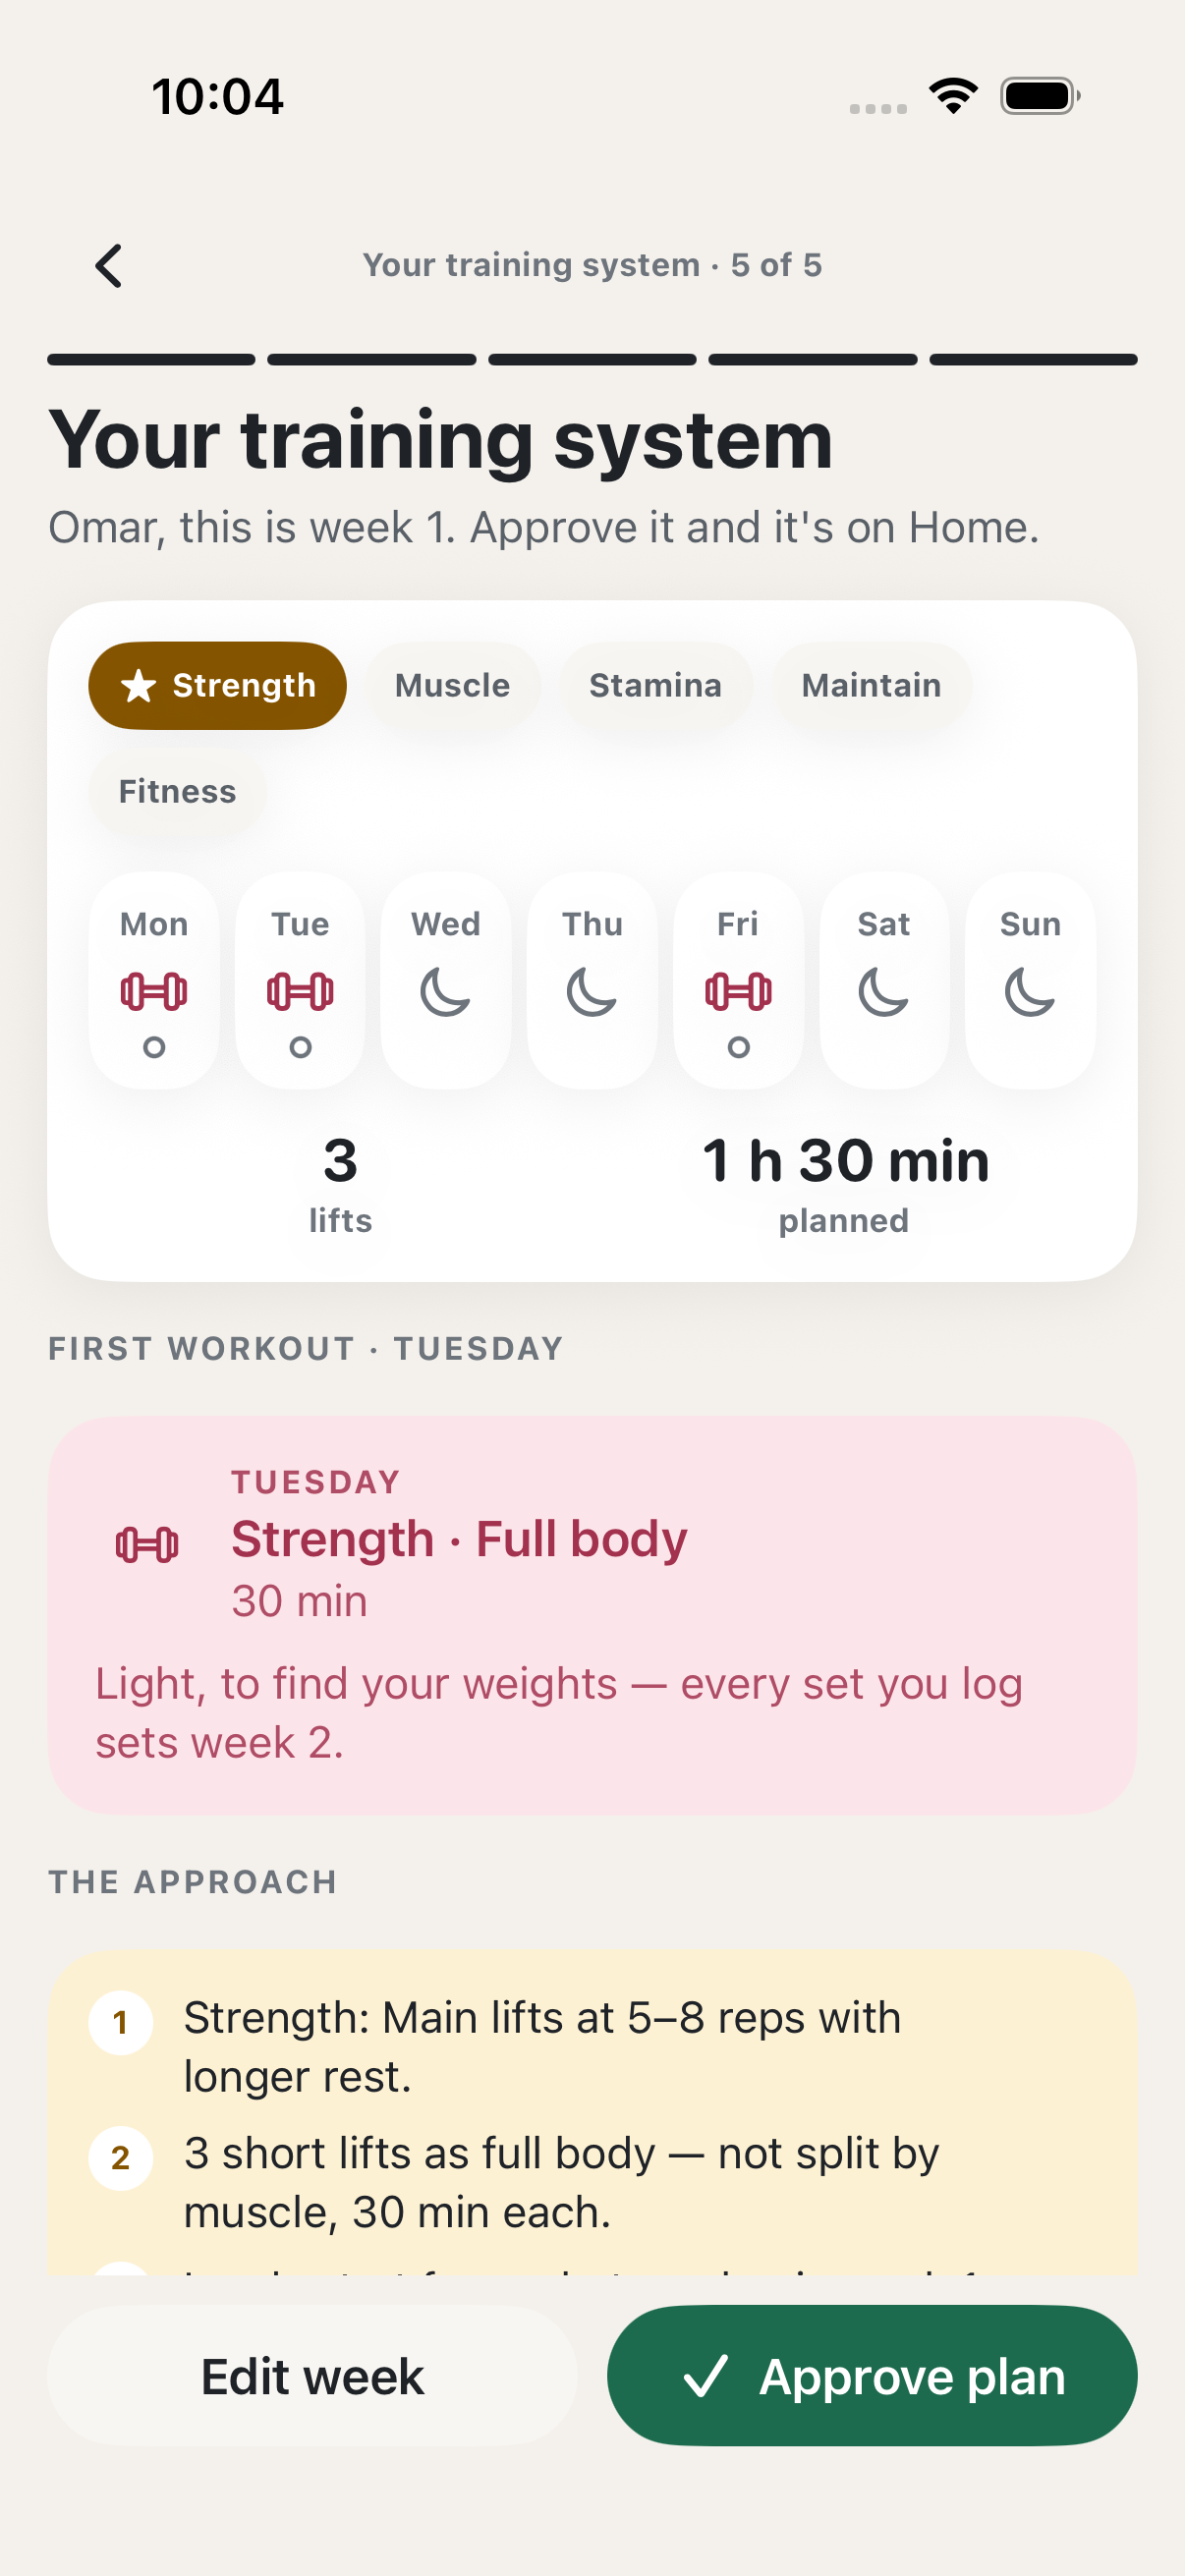 10:04
Your training system · 5 of 5
Your training system
Omar, this is week 1. Approve it and it's on Home.
Strength Muscle Stamina Maintain
Fitness
Mon Tue Wed Thu Fri Sat Sun
3 1 h 30 min
lifts planned
FIRST WORKOUT · TUESDAY
TUESDAY
Strength · Full body
30 min
Light, to find your weights — every set you log
sets week 2.
THE APPROACH
1 Strength: Main lifts at 5–8 reps with
longer rest.
2 3 short lifts as full body — not split by
muscle, 30 min each.
Edit week Approve plan